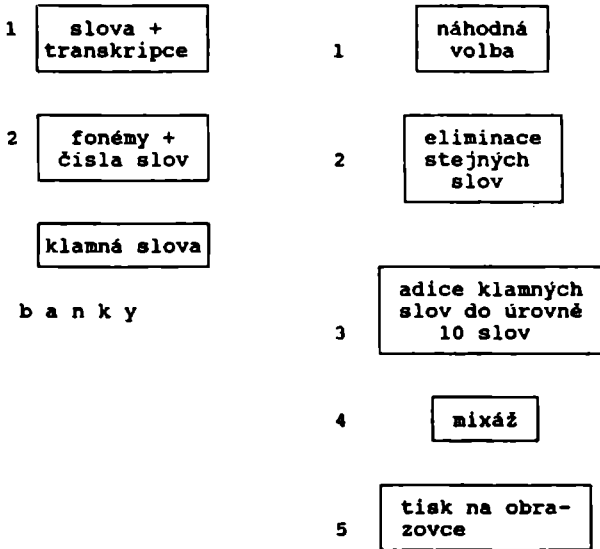 1 slova +
transkripce
2 fonémy +
čísla slov
klamná slova
b a n k y
1 náhodná
volba
2 eliminace
stejných
slov
3 adice klamných
slov do úrovně
10 slov
4 mixáž
5 tisk na obra-
zovce